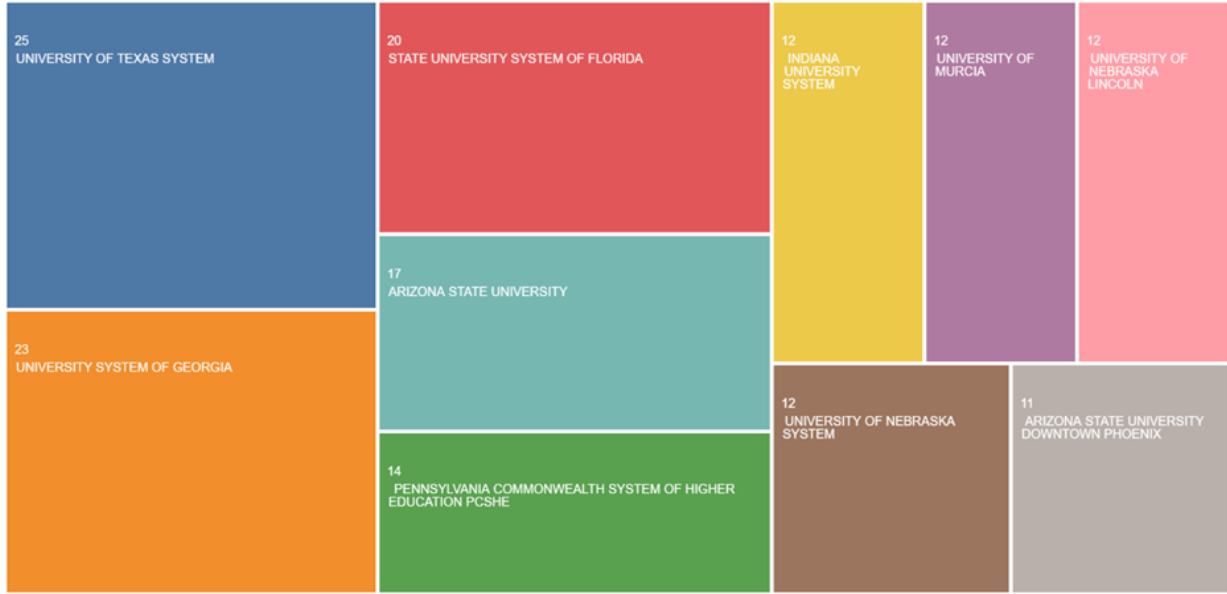 25
UNIVERSITY OF TEXAS SYSTEM
23
UNIVERSITY SYSTEM OF GEORGIA
20
STATE UNIVERSITY SYSTEM OF FLORIDA
17
ARIZONA STATE UNIVERSITY
14
PENNSYLVANIA COMMONWEALTH SYSTEM OF HIGHER
EDUCATION PCSHE
12
INDIANA
UNIVERSITY
SYSTEM
12
UNIVERSITY OF
MURCIA
12
UNIVERSITY OF
NEBRASKA
LINCOLN
12
UNIVERSITY OF NEBRASKA
SYSTEM
11
ARIZONA STATE UNIVERSITY
DOWNTOWN PHOENIX